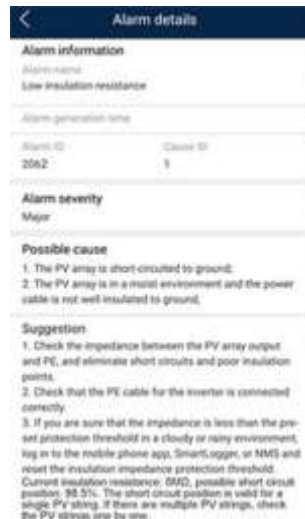 Alarm details
Alarm information
Alarm name
Low insulation resistance
Alarm generation time
Alarm ID
Cause ID
2062
1
Alarm severity
Major
Possible cause
1. The PV array is short-circuited to ground;
2. The PV array is in a moist environment and the power
cable is not well insulated to ground;
Suggestion
1. Check the impedance between the PV array output
and PE, and eliminate short circuits and poor insulation
points.
2. Check that the PE cable for the inverter is connected
correctly.
3. If you are sure that the impedance is less than the pre-
set protection threshold in a cloudy or rainy environment,
log in to the mobile phone app, SmartLogger, or NMS and
reset the insulation impedance protection threshold.
Current insulation resistance: 0MΩ, possible short circuit
position: 98.5%. The short circuit position is valid for a
single PV string. If there are multiple PV strings, check
the PV strings one by one.